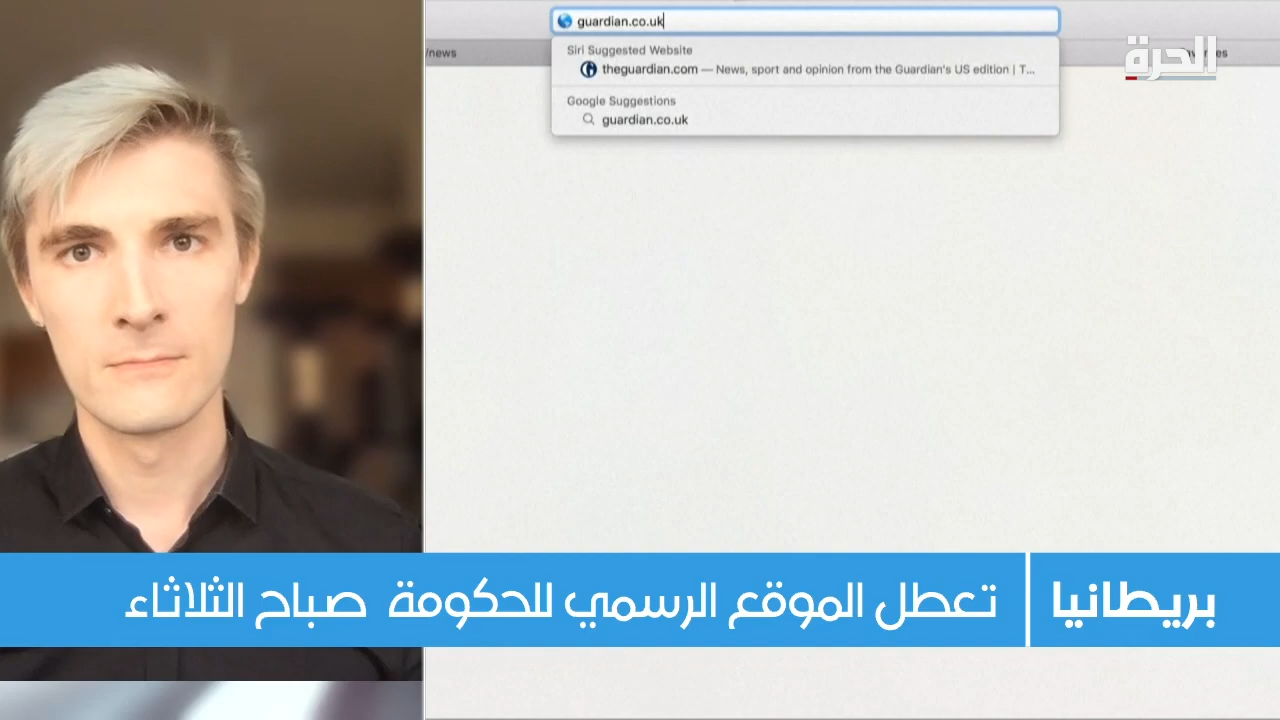 guardian.co.uk
Siri Suggested Website
theguardian.com — News, sport and opinion from the Guardian's US edition | T...
Google Suggestions
guardian.co.uk
/news
الحرة
بريطانيا
تعطل الموقع الرسمي للحكومة صباح الثلاثاء